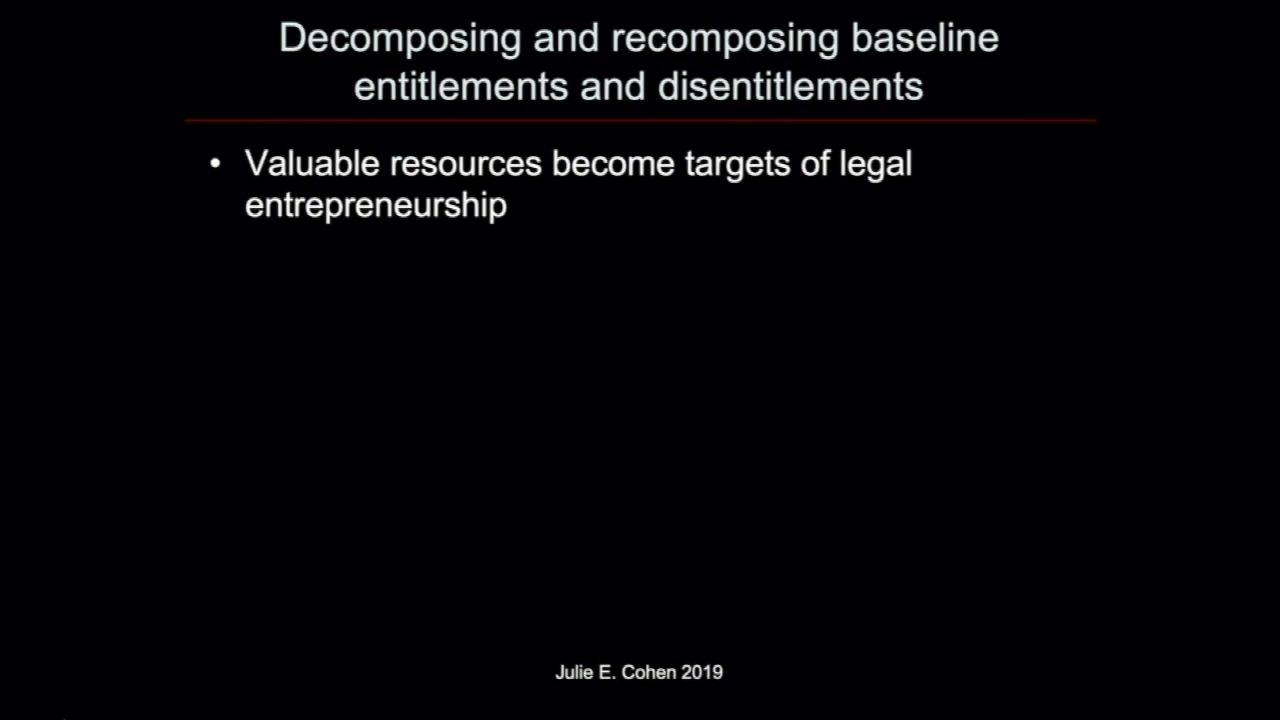 Decomposing and recomposing baseline
entitlements and disentitlements
• Valuable resources become targets of legal
entrepreneurship
Julie E. Cohen 2019